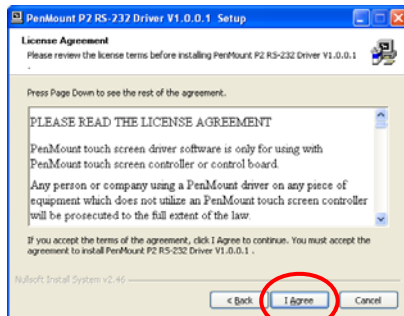 PenMount P2 RS-232 Driver V1.0.0.1 Setup
License Agreement
Please review the license terms before installing PenMount P2 RS-232 Driver V1.0.0.1
.
Press Page Down to see the rest of the agreement.
PLEASE READ THE LICENSE AGREEMENT
PenMount touch screen driver software is only for using with
PenMount touch screen controller or control board.
Any person or company using a PenMount driver on any piece of
equipment which does not utilize an PenMount touch screen controller
will be prosecuted to the full extent of the law.
If you accept the terms of the agreement, click I Agree to continue. You must accept the
agreement to install PenMount P2 RS-232 Driver V1.0.0.1 .
Nullsoft Install System v2.46
< Back I Agree Cancel